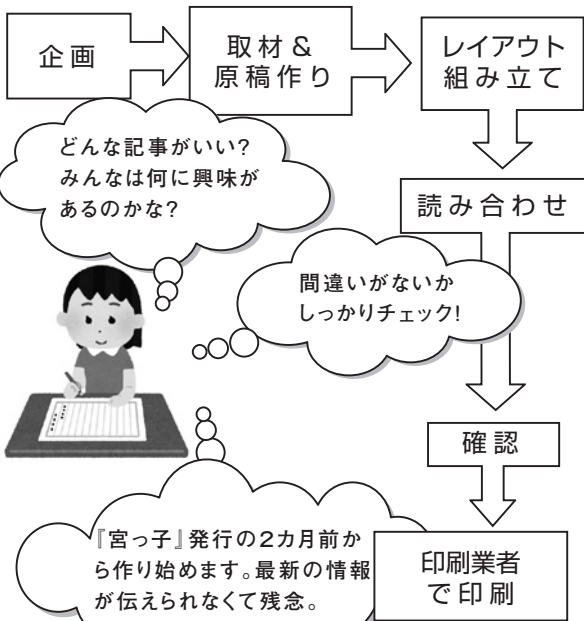 企画
取材&
原稿作り
レイアウト
組み立て
どんな記事がいい?
みんなは何に興味が
あるのかな?
読み合わせ
間違いがないか
しっかりチェック!
確認
『宮っ子』発行の2カ月前か
ら作り始めます。最新の情報
が伝えられなくて残念。
印刷業者
で印刷